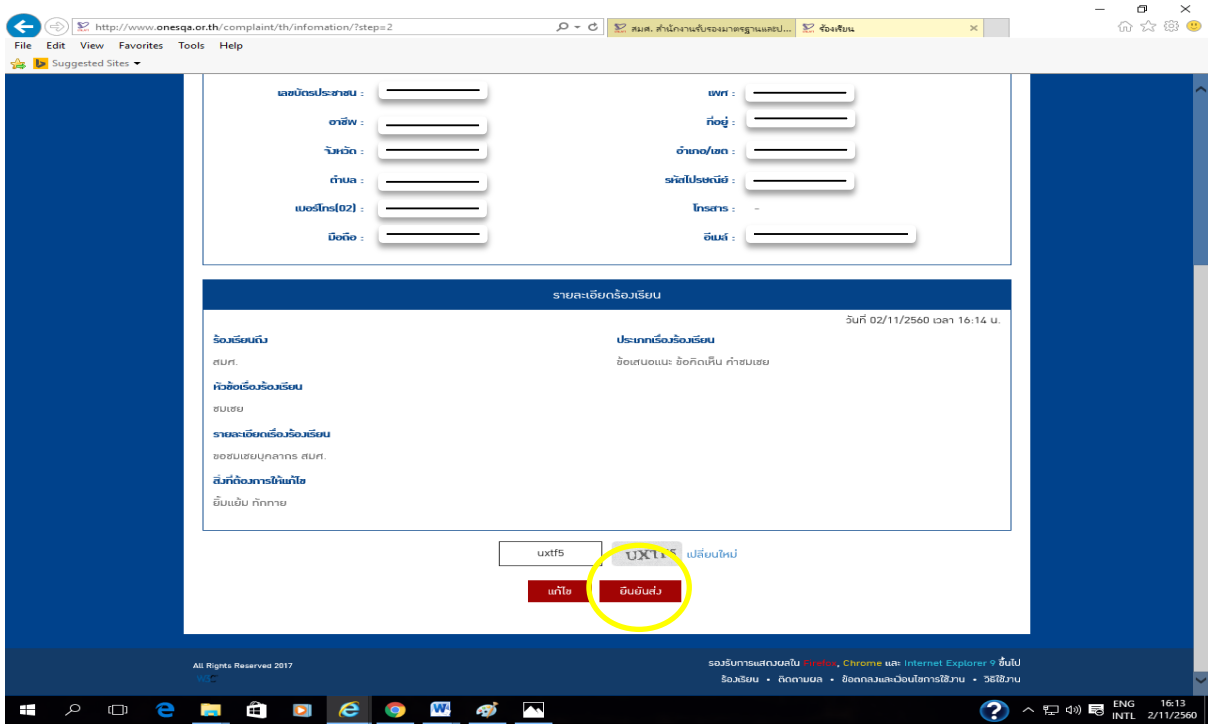 http://www.onesqa.or.th/complaint/th/infomation/?step=2
สมศ. สำนักงานรับรองมาตรฐานและป...
ร้องเรียน
File Edit View Favorites Tools Help
Suggested Sites
เลขบัตรประชาชน : เพศ :
อาชีพ : ที่อยู่ :
จังหวัด : อำเภอ/เขต :
ตำบล : รหัสไปรษณีย์ :
เบอร์โทร(02) : โทรสาร : -
มือถือ : อีเมล์ :
รายละเอียดร้องเรียน
วันที่ 02/11/2560 เวลา 16:14 น.
ร้องเรียนถึง ประเภทเรื่องร้องเรียน
สมศ. ข้อเสนอแนะ ข้อคิดเห็น คำชมเชย
หัวข้อเรื่องร้องเรียน
ชมเชย
รายละเอียดเรื่องร้องเรียน
ขอชมเชยบุคลากร สมศ.
สิ่งที่ต้องการให้แก้ไข
ยิ้มแย้ม ทักทาย
uxtf5 UXTF5 เปลี่ยนใหม่
แก้ไข ยืนยันส่ง
All Rights Reserved 2017 รองรับการแสดงผลใน Firefox, Chrome และ Internet Explorer 9 ขึ้นไป
ร้องเรียน • ติดตามผล • ข้อตกลงและเงื่อนไขการใช้งาน • วิธีใช้งาน
ENG 16:13
INTL 2/11/2560